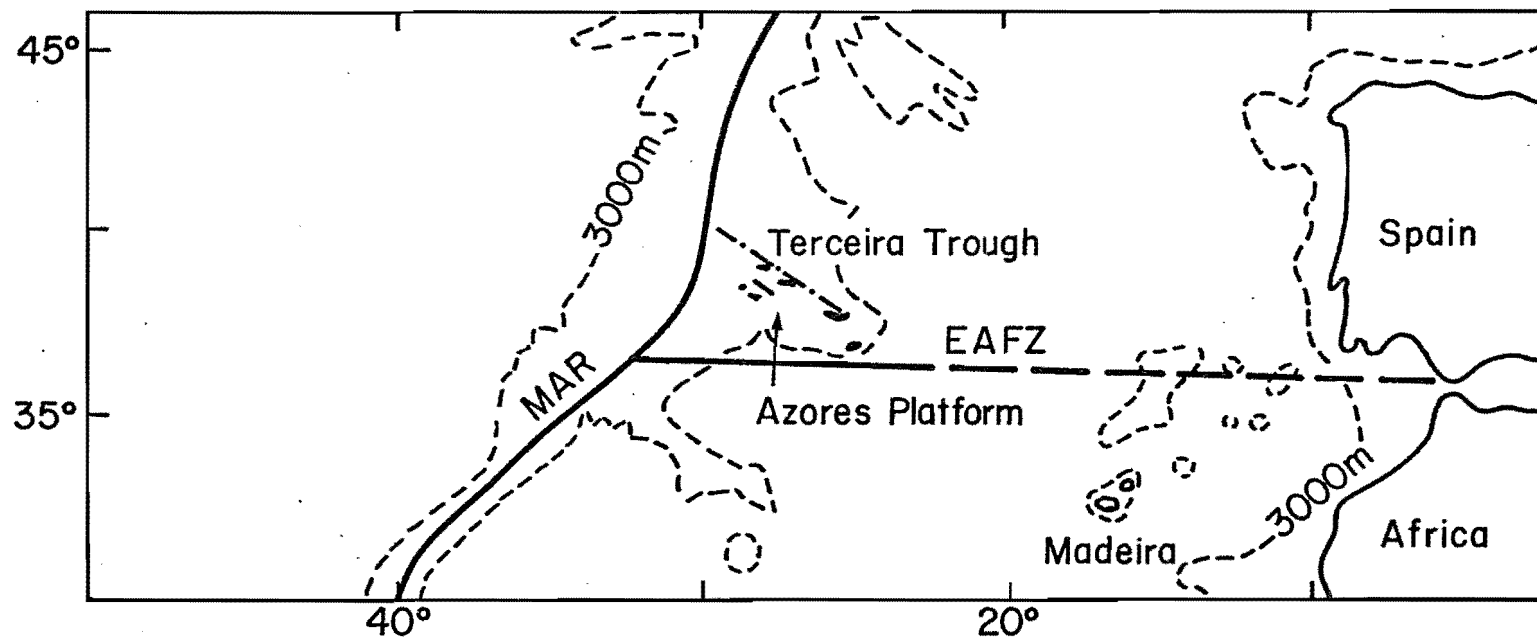 45°
3000m
Terceira Trough
Spain
EAFZ
MAR
35°
Azores Platform
3000m
Madeira
Africa
40°
20°